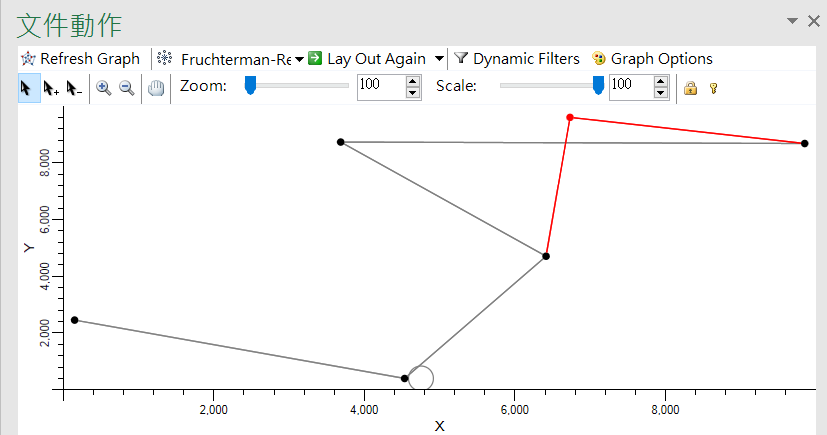 文件動作
Refresh Graph Fruchterman-Re Lay Out Again Dynamic Filters Graph Options
Zoom: 100 Scale: 100
8,000
6,000
Y
4,000
2,000
2,000 4,000 6,000 8,000
X